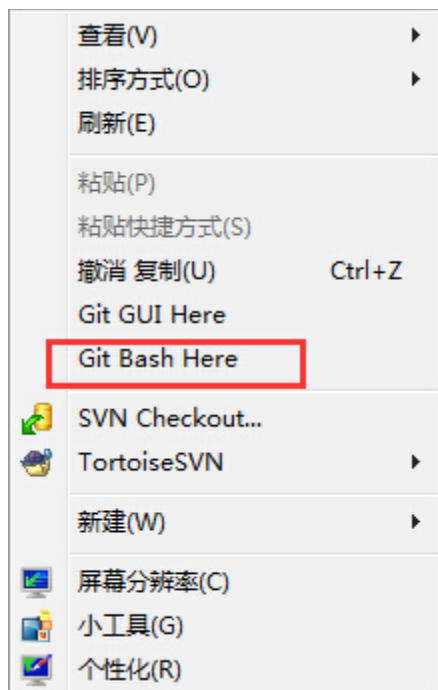 查看(V)
排序方式(O)
刷新(E)
粘贴(P)
粘贴快捷方式(S)
撤消 复制(U) Ctrl+Z
Git GUI Here
Git Bash Here
SVN Checkout...
TortoiseSVN
新建(W)
屏幕分辨率(C)
小工具(G)
个性化(R)